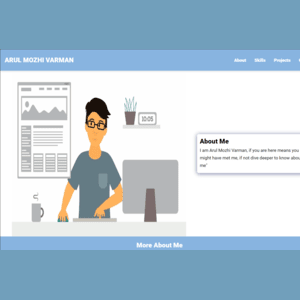 ARUL MOZHI VARMAN
About Skills Projects
10:05
About Me
I am Arul Mozhi Varman, if you are here means you
might have met me, if not dive deeper to know about
me"
More About Me